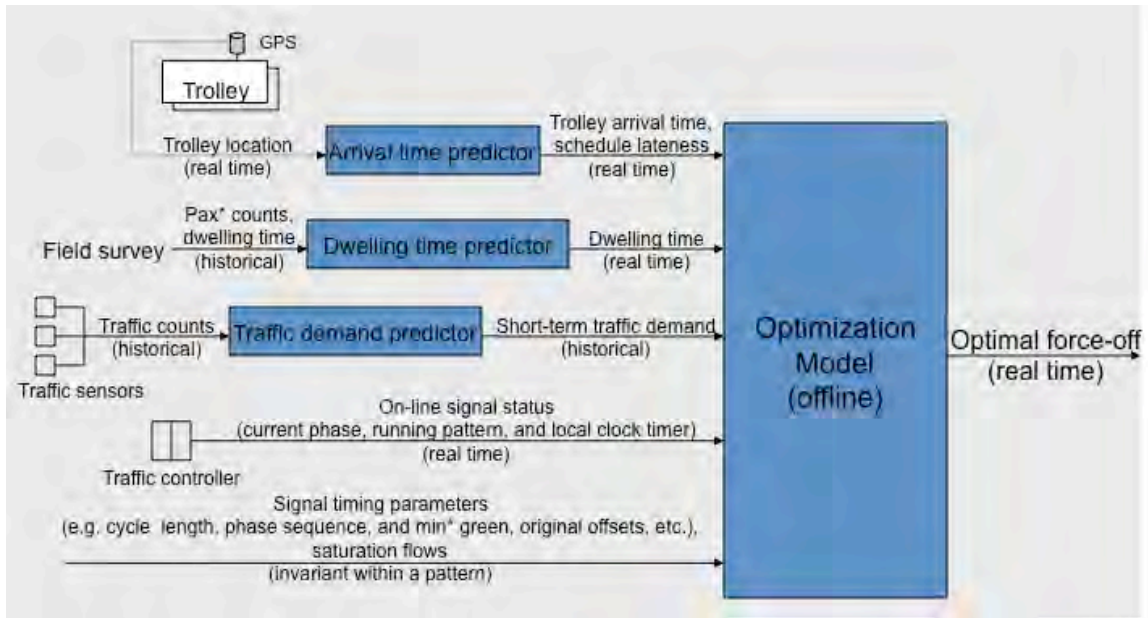 GPS
Trolley
Trolley location
(real time)
Arrival time predictor
Trolley arrival time,
schedule lateness
(real time)
Field survey
Pax* counts,
dwelling time
(historical)
Dwelling time predictor
Dwelling time
(real time)
Traffic sensors
Traffic counts
(historical)
Traffic demand predictor
Short-term traffic demand
(historical)
Traffic controller
On-line signal status
(current phase, running pattern, and local clock timer)
(real time)
Signal timing parameters
(e.g. cycle length, phase sequence, and min* green, original offsets, etc.),
saturation flows
(invariant within a pattern)
Optimization
Model
(offline)
Optimal force-off
(real time)